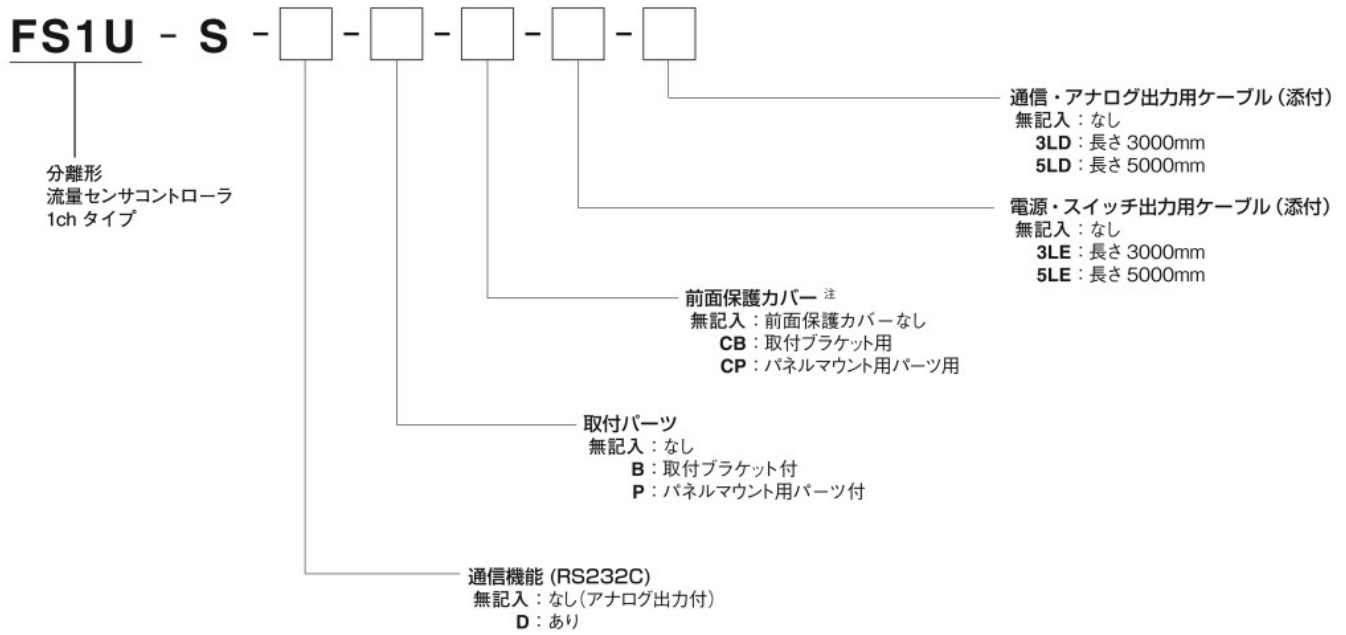 FS1U - S - □ - □ - □ - □ - □
通信・アナログ出力用ケーブル（添付）
無記入：なし
3LD：長さ 3000mm
5LD：長さ 5000mm
分離形
流量センサコントローラ
1ch タイプ
電源・スイッチ出力用ケーブル（添付）
無記入：なし
3LE：長さ 3000mm
5LE：長さ 5000mm
前面保護カバー 注
無記入：前面保護カバーなし
CB：取付ブラケット用
CP：パネルマウント用パーツ用
取付パーツ
無記入：なし
B：取付ブラケット付
P：パネルマウント用パーツ付
通信機能 (RS232C)
無記入：なし（アナログ出力付）
D：あり